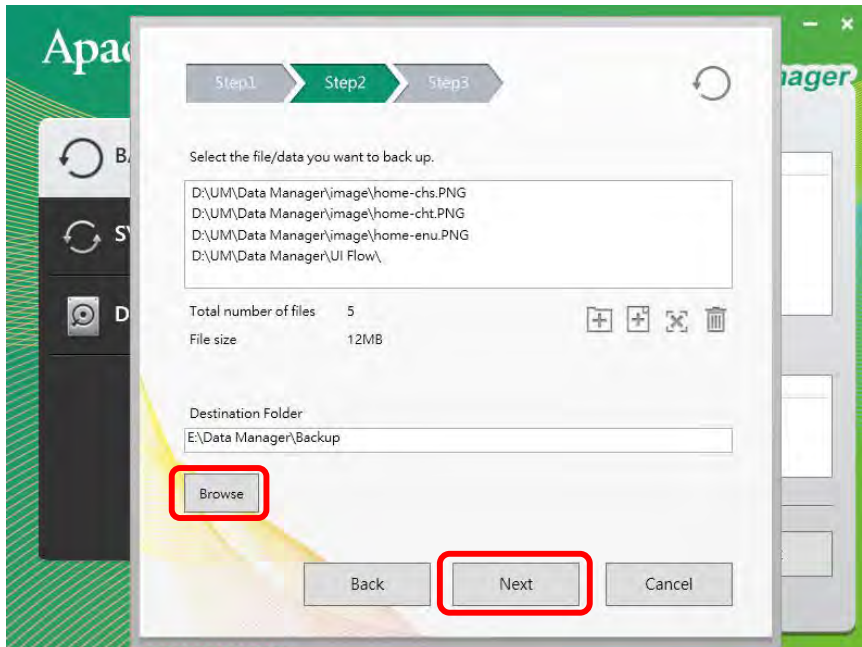 Apac
nager
Step1 Step2 Step3
BA
Select the file/data you want to back up.
D:\UM\Data Manager\image\home-chs.PNG
D:\UM\Data Manager\image\home-cht.PNG
D:\UM\Data Manager\image\home-enu.PNG
D:\UM\Data Manager\UI Flow\
SY
D
Total number of files 5
File size 12MB
Destination Folder
E:\Data Manager\Backup
Browse
Back Next Cancel